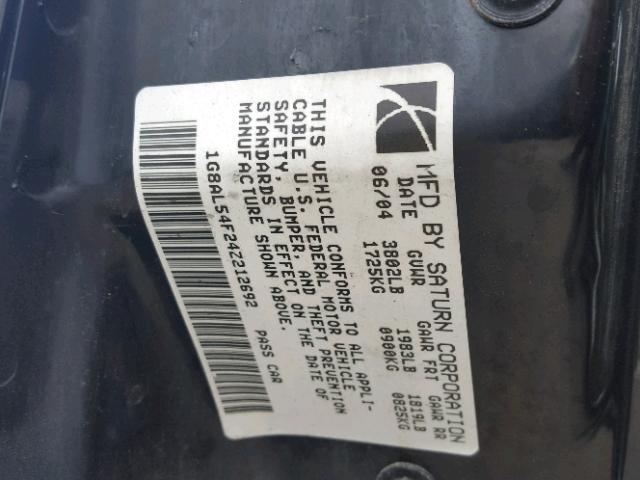 MFD BY SATURN CORPORATION
DATE GVWR GAWR FRT GAWR RR
06/04 3802LB 1983LB 1819LB
1725KG 0900KG 0825KG
THIS VEHICLE CONFORMS TO ALL APPLI-
CABLE U.S. FEDERAL MOTOR VEHICLE
SAFETY, BUMPER, AND THEFT PREVENTION
STANDARDS IN EFFECT ON THE DATE OF
MANUFACTURE SHOWN ABOVE.
1G8AL54F24Z212692 PASS CAR